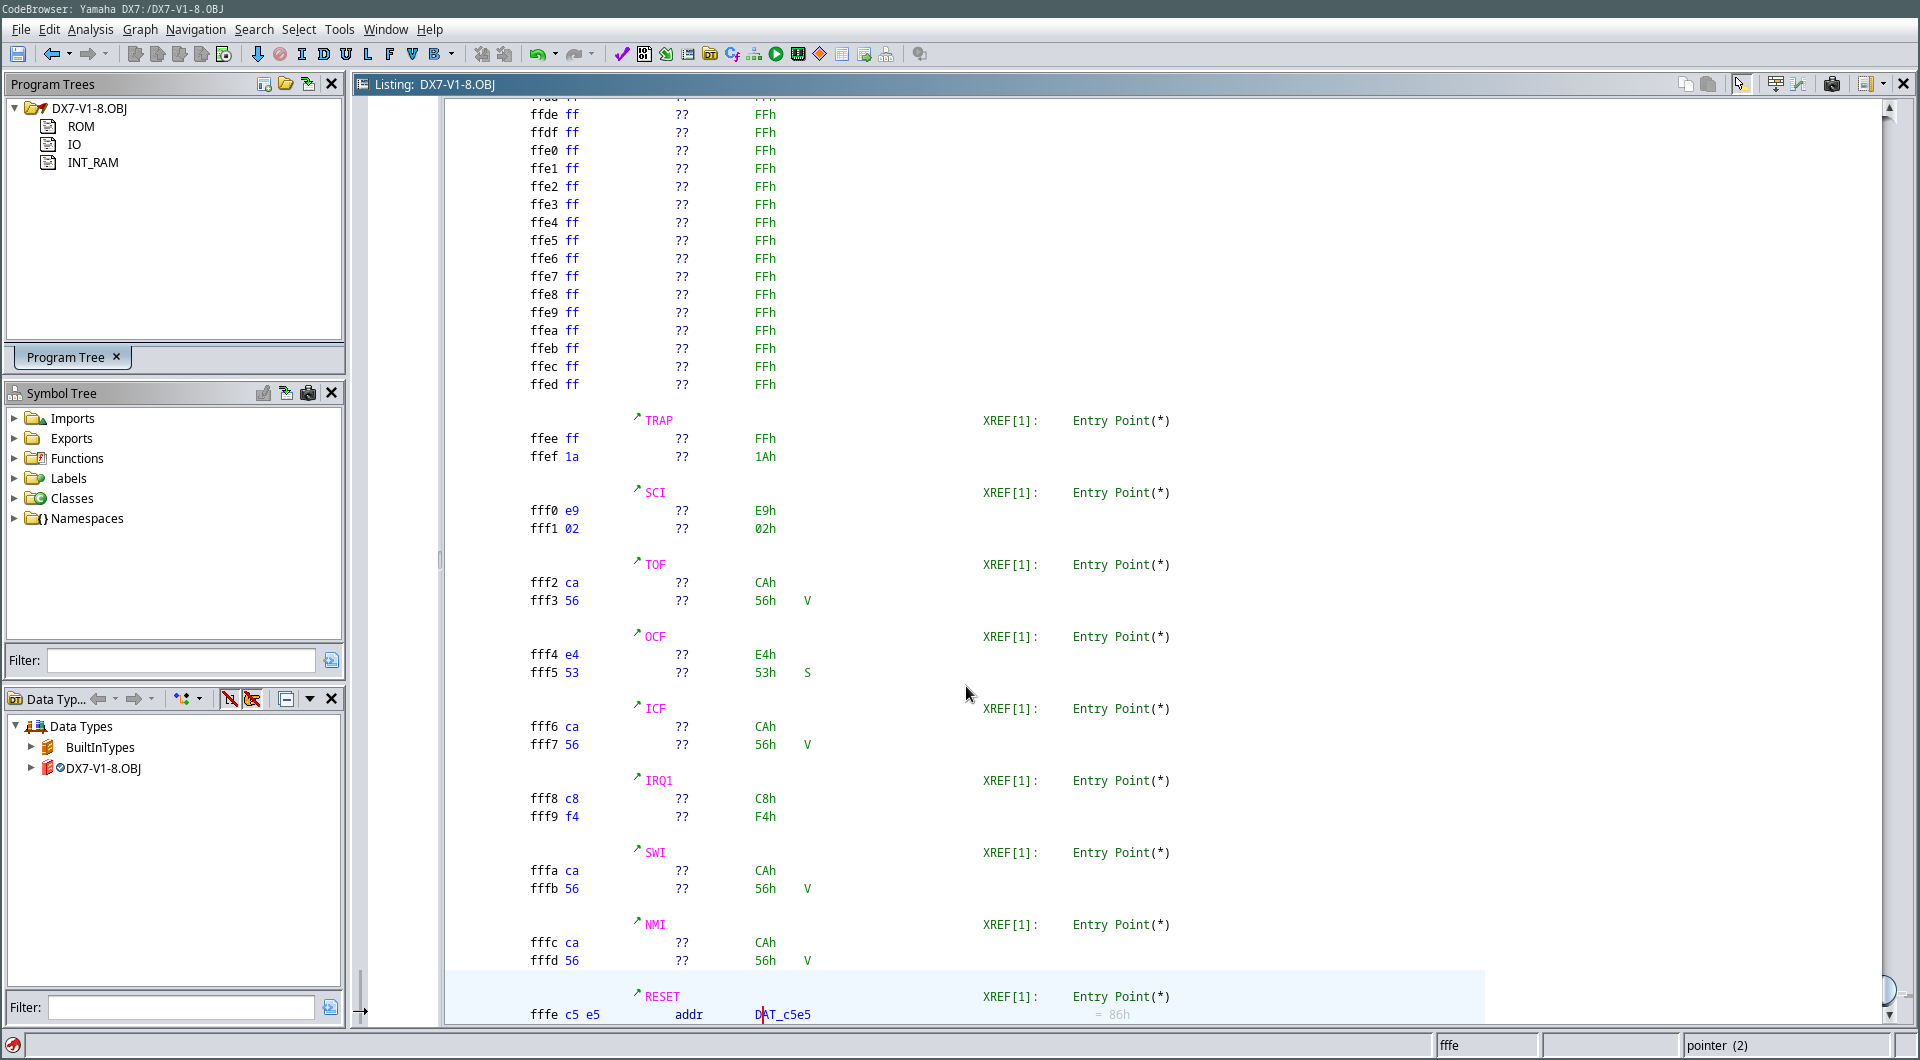 CodeBrowser: Yamaha DX7:/DX7-V1-8.OBJ
File Edit Analysis Graph Navigation Search Select Tools Window Help
I D U L F V B
Program Trees
DX7-V1-8.OBJ
ROM
IO
INT_RAM
Program Tree
Symbol Tree
Imports
Exports
Functions
Labels
Classes
Namespaces
Filter:
Data Typ...
Data Types
BuiltInTypes
DX7-V1-8.OBJ
Filter:
Listing: DX7-V1-8.OBJ
ffde ff ?? FFh
ffdf ff ?? FFh
ffe0 ff ?? FFh
ffe1 ff ?? FFh
ffe2 ff ?? FFh
ffe3 ff ?? FFh
ffe4 ff ?? FFh
ffe5 ff ?? FFh
ffe6 ff ?? FFh
ffe7 ff ?? FFh
ffe8 ff ?? FFh
ffe9 ff ?? FFh
ffea ff ?? FFh
ffeb ff ?? FFh
ffec ff ?? FFh
ffed ff ?? FFh
TRAP XREF[1]: Entry Point(*)
ffee ff ?? FFh
ffef 1a ?? 1Ah
SCI XREF[1]: Entry Point(*)
fff0 e9 ?? E9h
fff1 02 ?? 02h
TOF XREF[1]: Entry Point(*)
fff2 ca ?? CAh
fff3 56 ?? 56h V
OCF XREF[1]: Entry Point(*)
fff4 e4 ?? E4h
fff5 53 ?? 53h S
ICF XREF[1]: Entry Point(*)
fff6 ca ?? CAh
fff7 56 ?? 56h V
IRQ1 XREF[1]: Entry Point(*)
fff8 c8 ?? C8h
fff9 f4 ?? F4h
SWI XREF[1]: Entry Point(*)
fffa ca ?? CAh
fffb 56 ?? 56h V
NMI XREF[1]: Entry Point(*)
fffc ca ?? CAh
fffd 56 ?? 56h V
RESET XREF[1]: Entry Point(*)
fffe c5 e5 addr DAT_c5e5 = 86h
fffe
pointer (2)